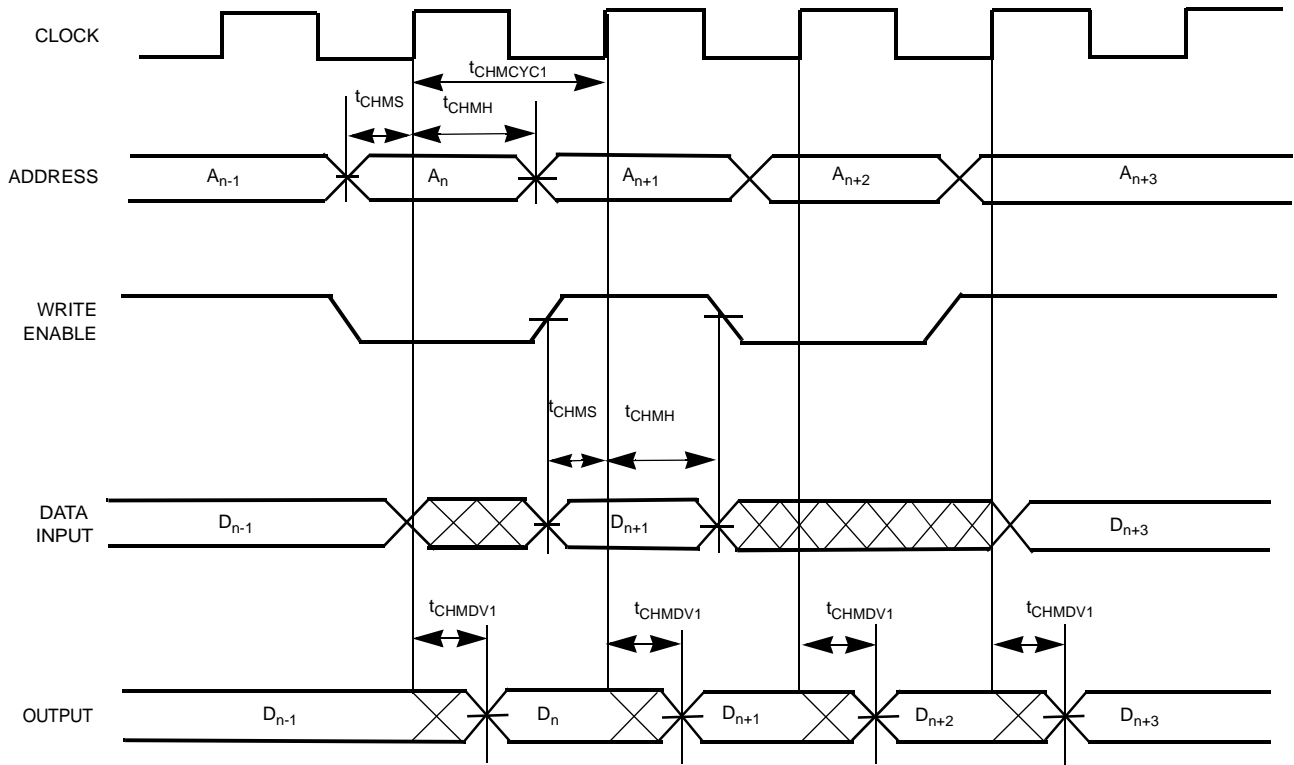 CLOCK
tCHMCYC1
tCHMS
tCHMH
ADDRESS
An-1
An
An+1
An+2
An+3
WRITE
ENABLE
tCHMS
tCHMH
DATA
INPUT
Dn-1
Dn+1
Dn+3
tCHMDV1
tCHMDV1
tCHMDV1
tCHMDV1
OUTPUT
Dn-1
Dn
Dn+1
Dn+2
Dn+3